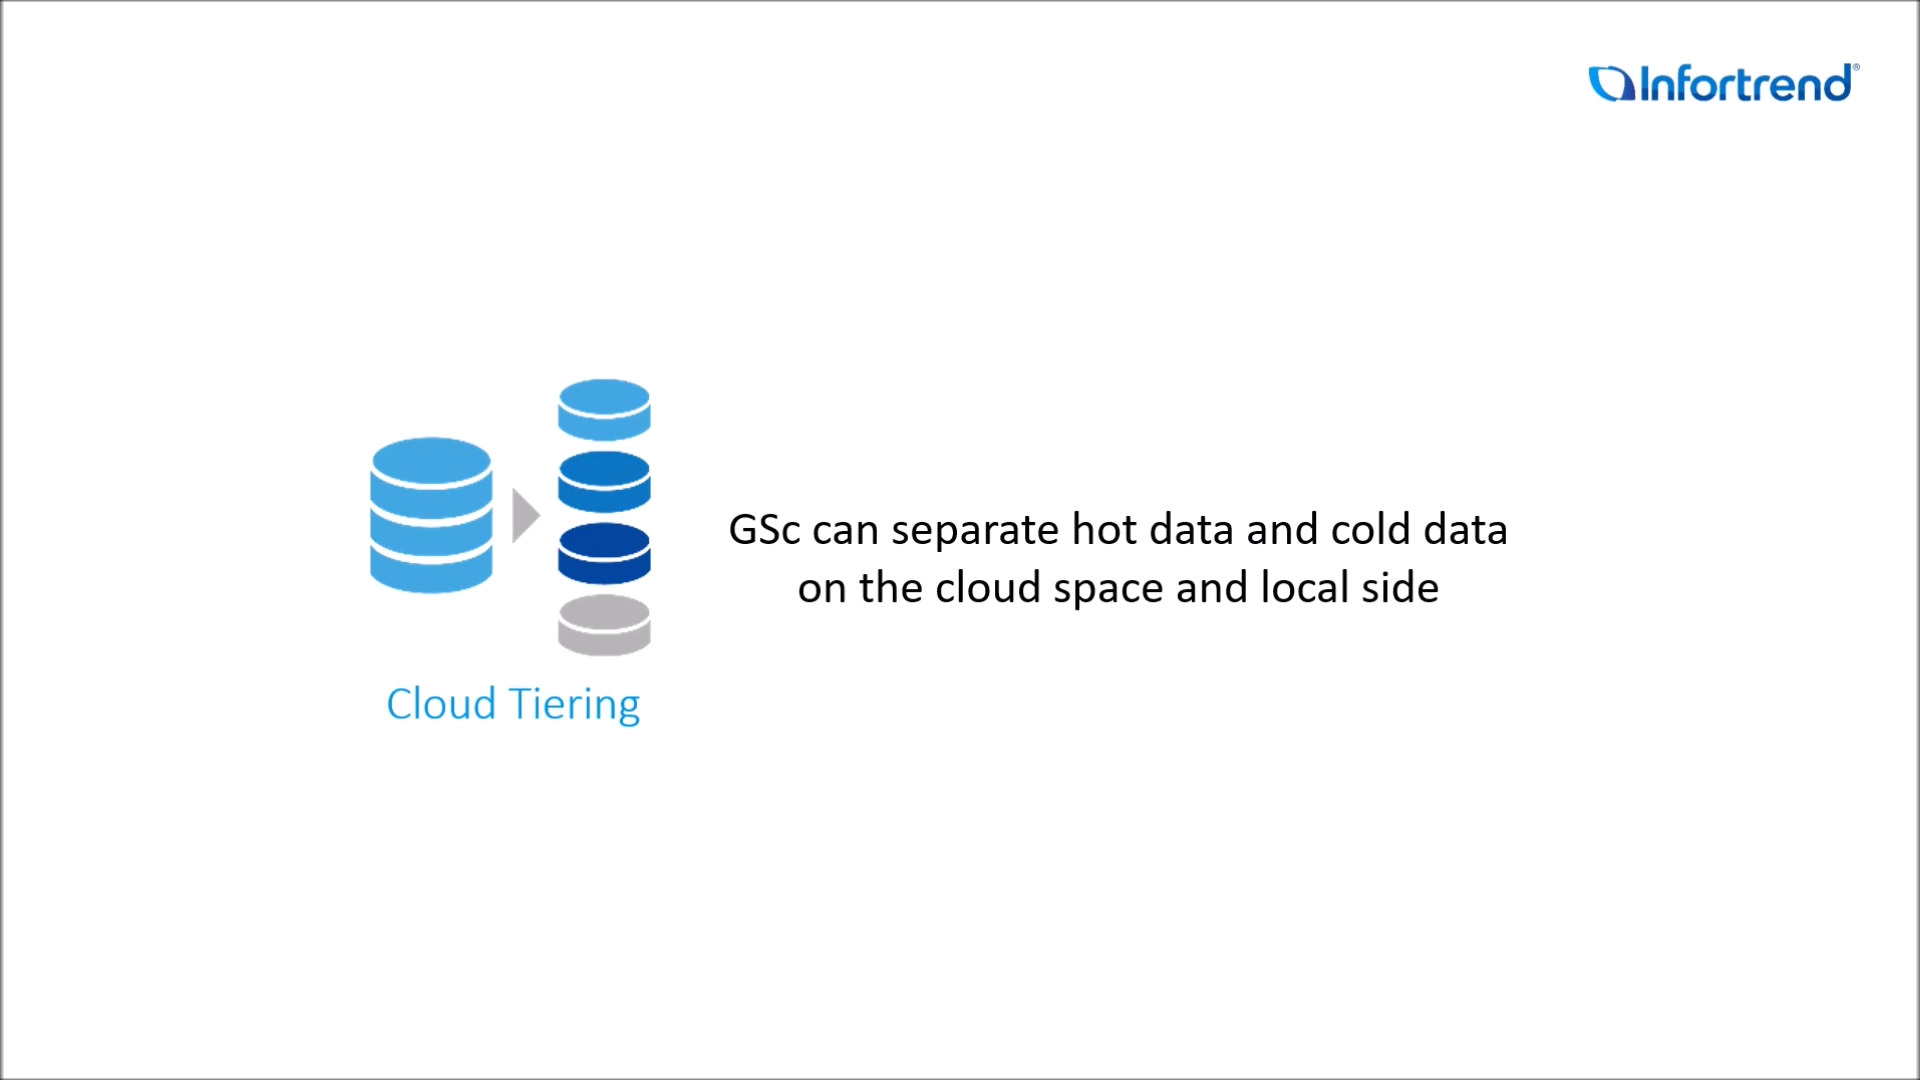 Infortrend®
GSc can separate hot data and cold data
on the cloud space and local side
Cloud Tiering